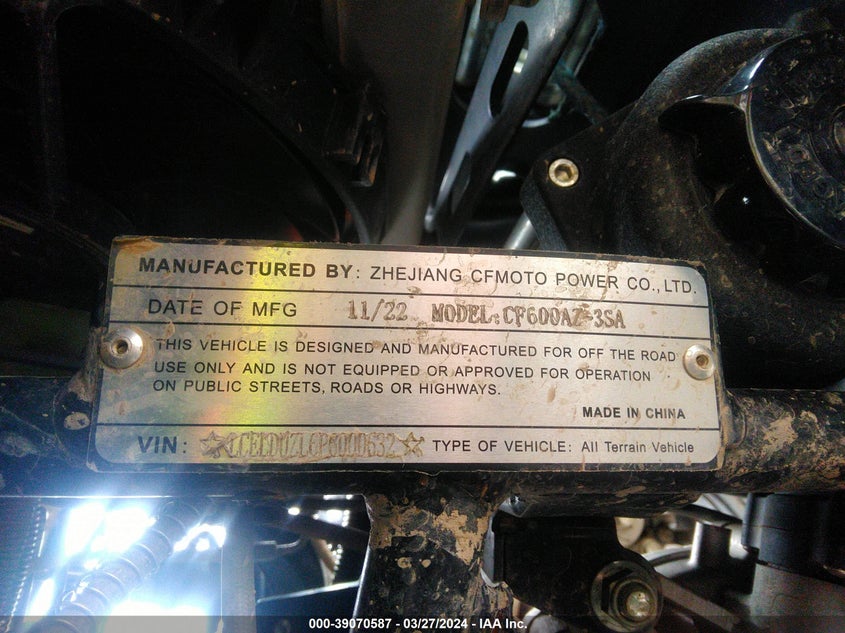 MANUFACTURED BY: ZHEJIANG CFMOTO POWER CO., LTD.
DATE OF MFG 11/22 MODEL:CF600AZ-3SA
THIS VEHICLE IS DESIGNED AND MANUFACTURED FOR OFF THE ROAD
USE ONLY AND IS NOT EQUIPPED OR APPROVED FOR OPERATION
ON PUBLIC STREETS, ROADS OR HIGHWAYS.
MADE IN CHINA
VIN: TYPE OF VEHICLE: All Terrain Vehicle
000-39070587 - 03/27/2024 - IAA Inc.